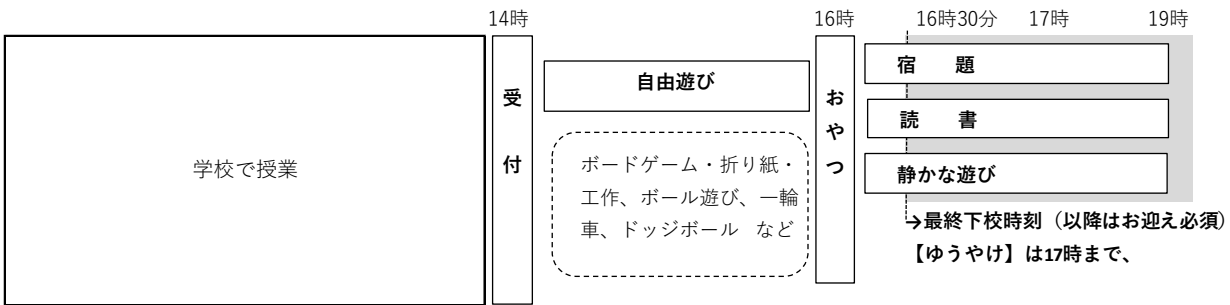 14時
16時
16時30分
17時
19時
学校で授業
受付
自由遊び
ボードゲーム・折り紙・
工作、ボール遊び、一輪
車、ドッジボール など
おやつ
宿 題
読 書
静かな遊び
→最終下校時刻（以降はお迎え必須）
【ゆうやけ】は17時まで、